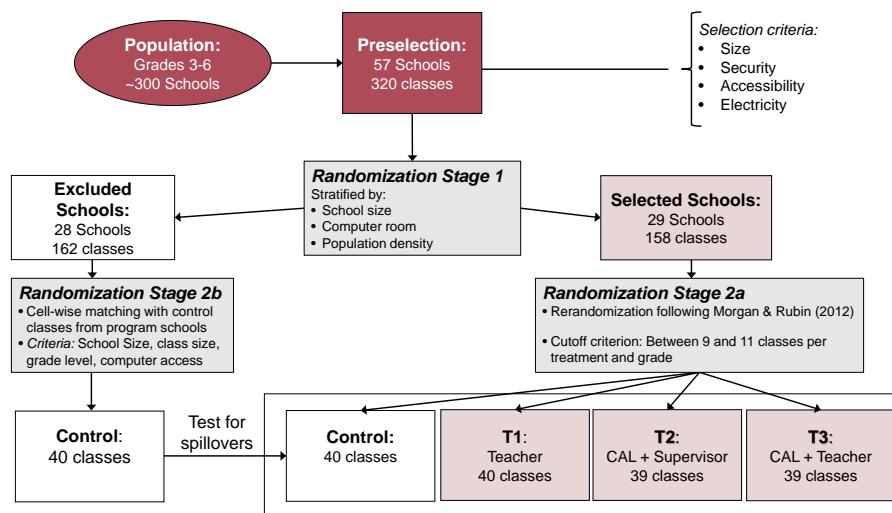 Population:
Grades 3-6
~300 Schools
Preselection:
57 Schools
320 classes
Selection criteria:
• Size
• Security
• Accessibility
• Electricity
Randomization Stage 1
Stratified by:
• School size
• Computer room
• Population density
Excluded
Schools:
28 Schools
162 classes
Selected Schools:
29 Schools
158 classes
Randomization Stage 2b
• Cell-wise matching with control
classes from program schools
• Criteria: School Size, class size,
grade level, computer access
Randomization Stage 2a
• Rerandomization following Morgan & Rubin (2012)
• Cutoff criterion: Between 9 and 11 classes per
treatment and grade
Control:
40 classes
Test for
spillovers
Control:
40 classes
T1:
Teacher
40 classes
T2:
CAL + Supervisor
39 classes
T3:
CAL + Teacher
39 classes